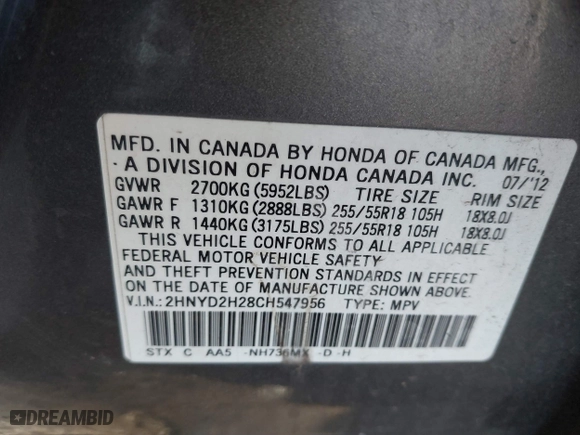 MFD. IN CANADA BY HONDA OF CANADA MFG.,
A DIVISION OF HONDA CANADA INC. 07/'12
GVWR 2700KG(5952LBS) TIRE SIZE RIM SIZE
GAWR F 1310KG(2888LBS) 255/55R18 105H 18X8.0J
GAWR R 1440KG(3175LBS) 255/55R18 105H 18X8.0J
THIS VEHICLE CONFORMS TO ALL APPLICABLE
FEDERAL MOTOR VEHICLE SAFETY
AND THEFT PREVENTION STANDARDS IN EFFECT
ON THE DATE OF MANUFACTURE SHOWN ABOVE.
V.I.N.:2HNYD2H28CH547956 TYPE: MPV
STX C AA5 -NH736MX -D -H
DREAMBID